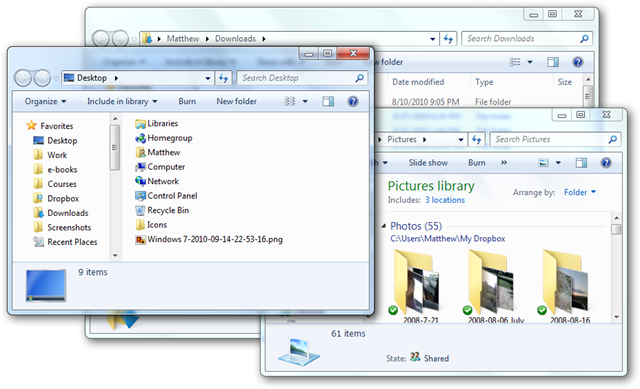 Matthew ▸ Downloads ▸
Search Downloads
Date modified Type Size
8/10/2010 9:05 PM File folder
Desktop ▸
Search Desktop
Organize Include in library Burn New folder
Favorites
Desktop
Work
e-books
Courses
Dropbox
Downloads
Screenshots
Recent Places
Libraries
Homegroup
Matthew
Computer
Network
Control Panel
Recycle Bin
Icons
Windows 7-2010-09-14-22-53-16.png
9 items
Pictures ▸
Search Pictures
Slide show Burn »
Pictures library
Includes: 3 locations
Arrange by: Folder
Photos (55)
C:\Users\Matthew\My Dropbox
2008-7-21
2008-08-06 July
2008-08-16
61 items
State: Shared